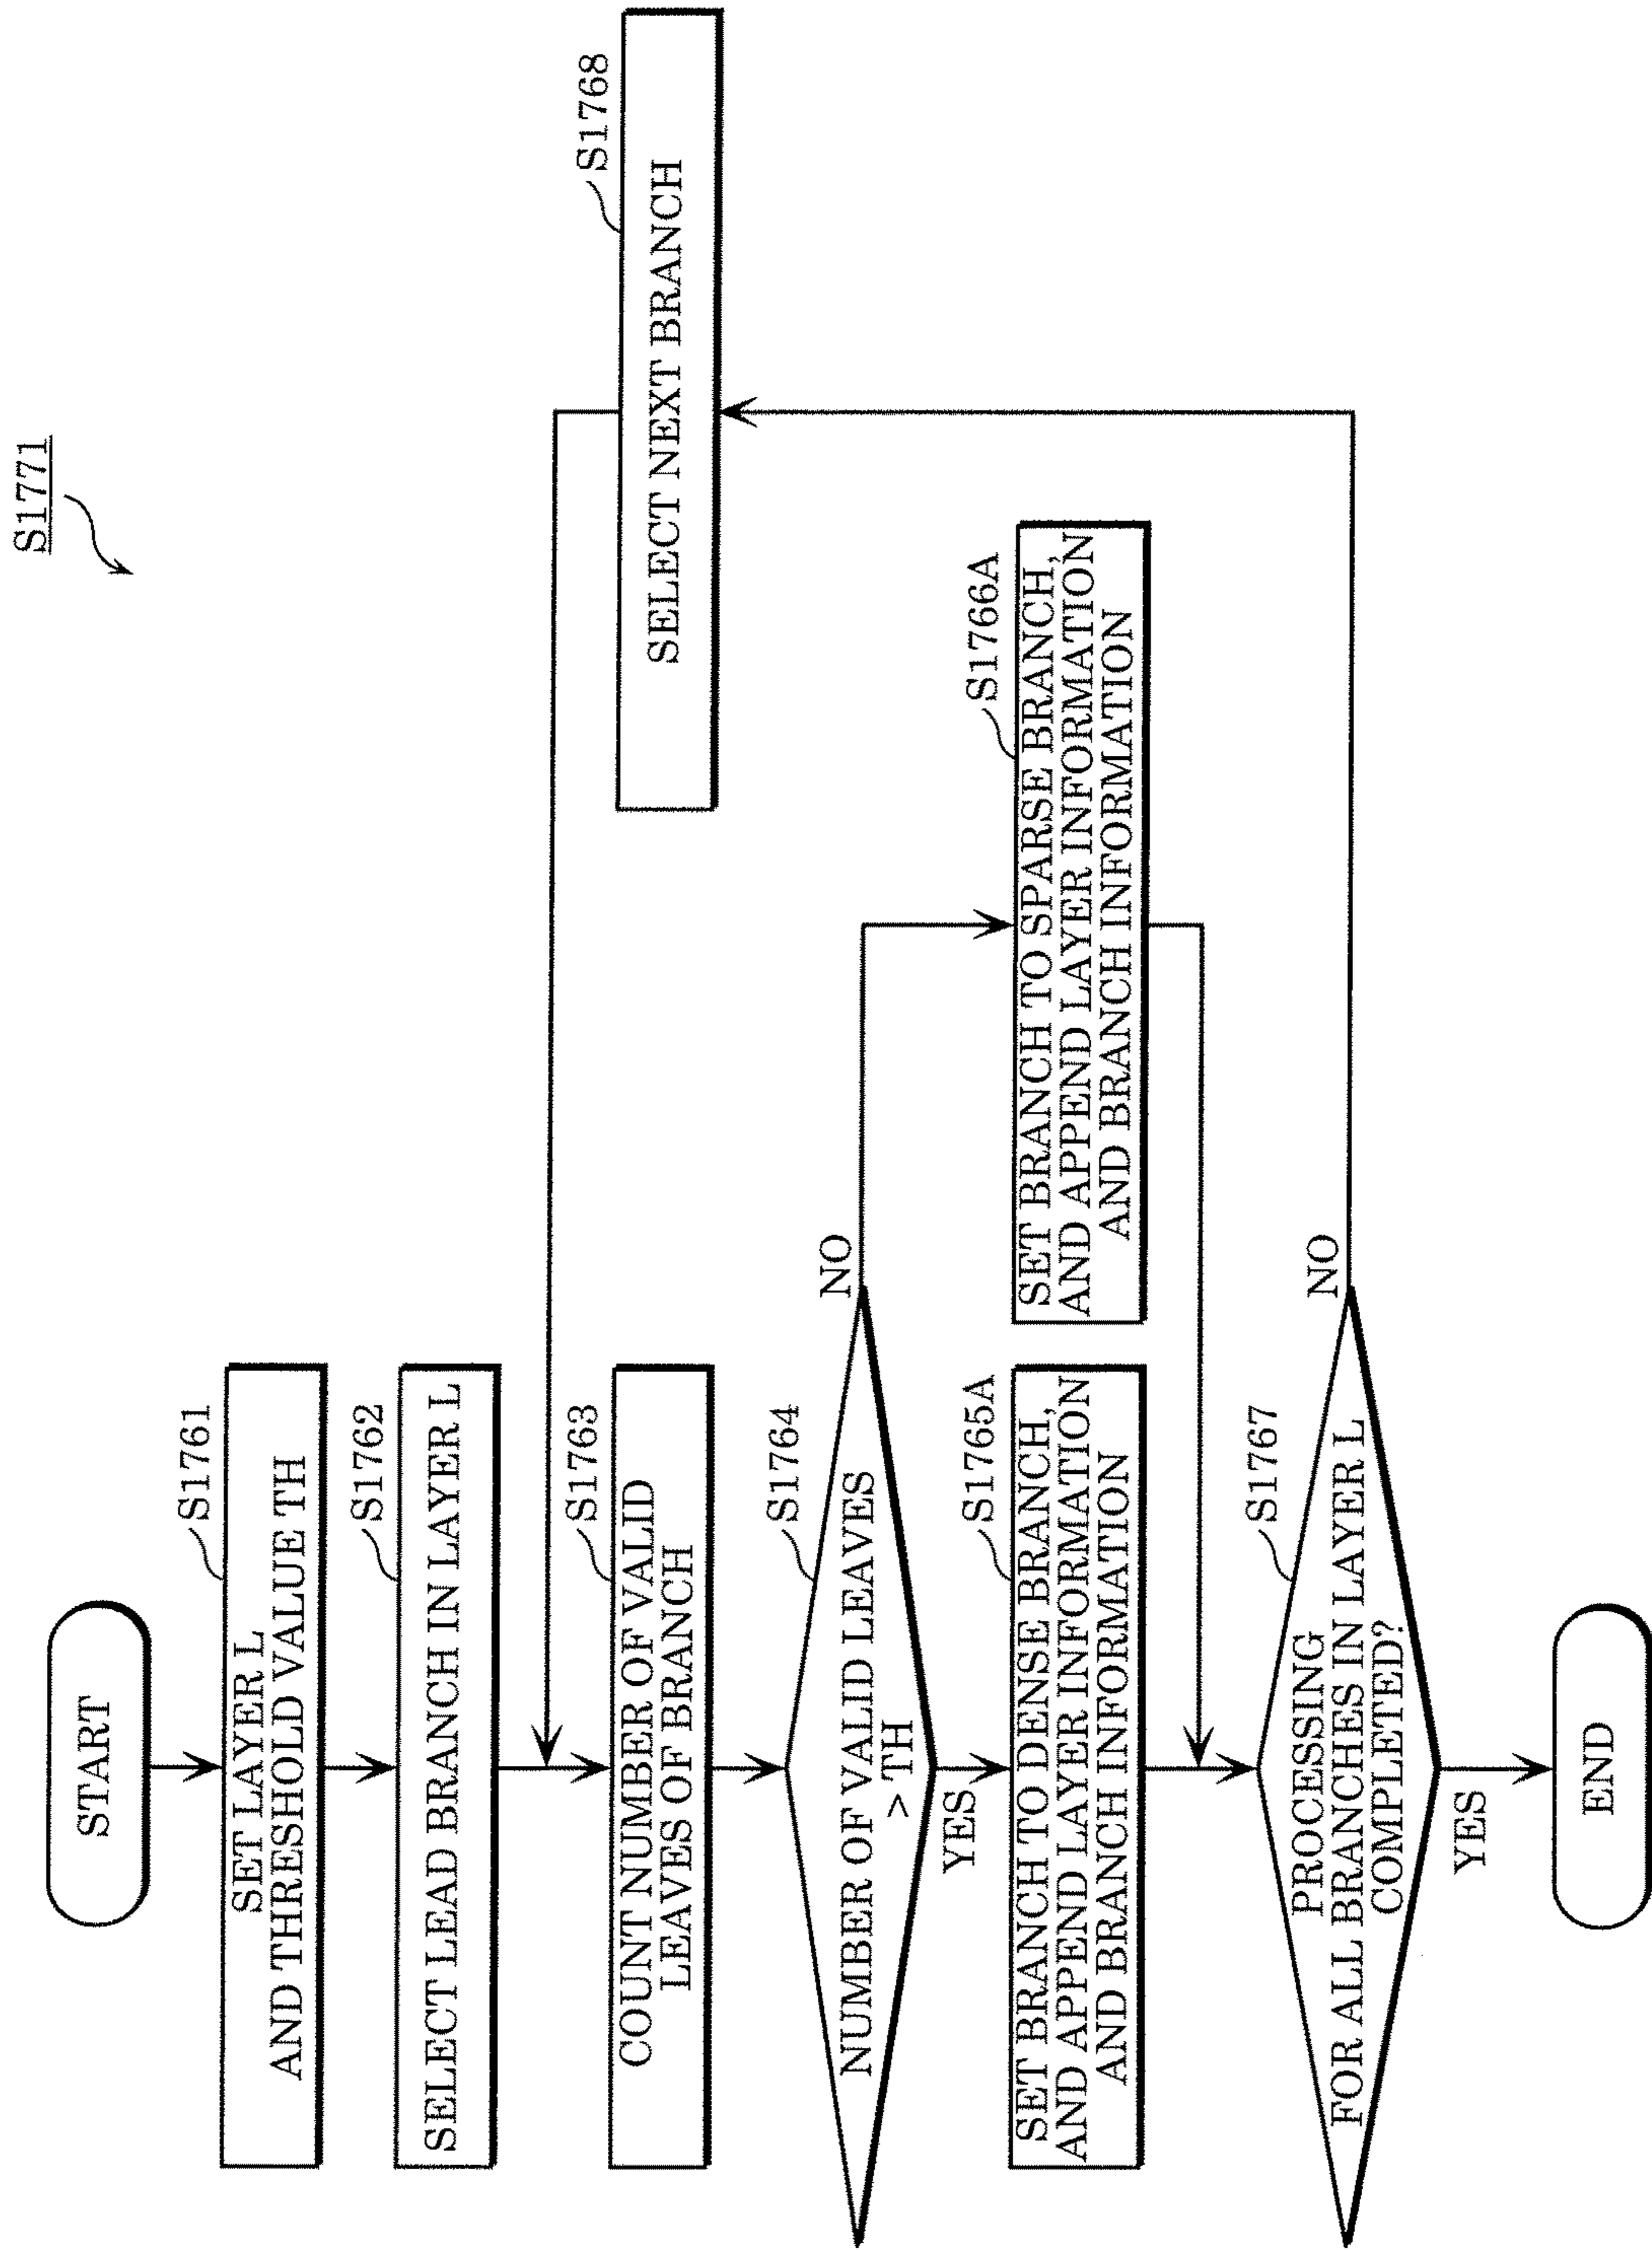 S1771
START
S1761
SET LAYER L
AND THRESHOLD VALUE TH
S1762
SELECT LEAD BRANCH IN LAYER L
S1768
SELECT NEXT BRANCH
S1763
COUNT NUMBER OF VALID
LEAVES OF BRANCH
S1764
NUMBER OF VALID LEAVES
> TH
NO
YES
S1765A
SET BRANCH TO DENSE BRANCH,
AND APPEND LAYER INFORMATION
AND BRANCH INFORMATION
S1766A
SET BRANCH TO SPARSE BRANCH,
AND APPEND LAYER INFORMATION
AND BRANCH INFORMATION
S1767
PROCESSING
FOR ALL BRANCHES IN LAYER L
COMPLETED?
NO
YES
END